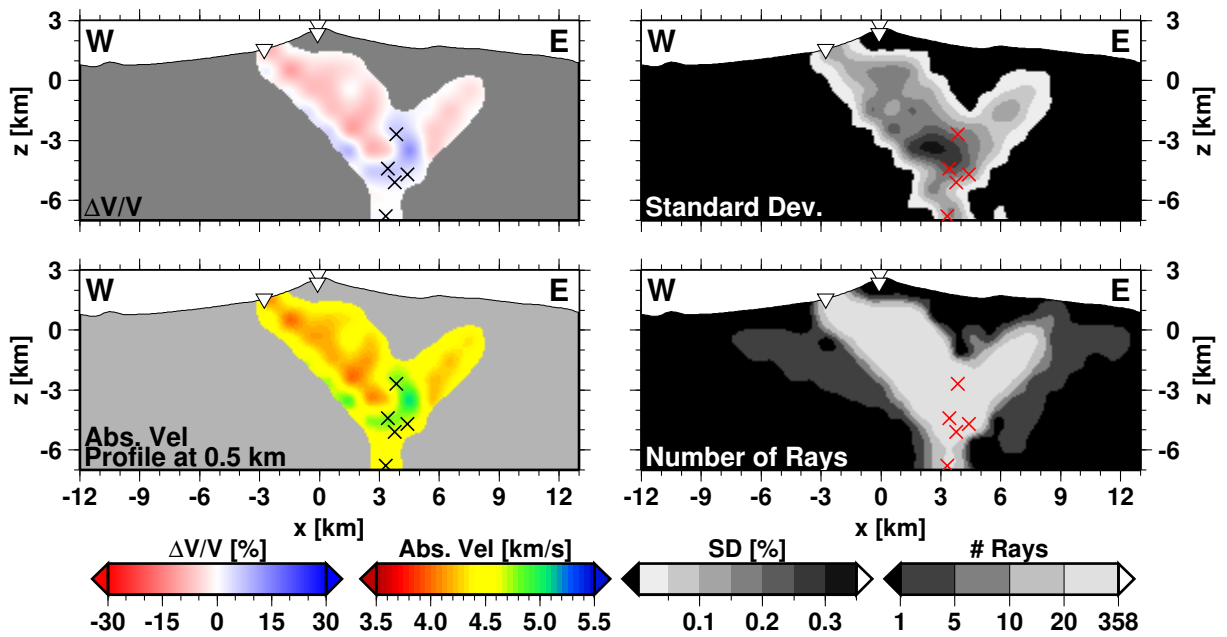 3 W E 3 W E
0 0
z [km] z [km]
-3 -3
-6 ΔV/V Standard Dev. -6
3 W E 3 W E
0 0
z [km] z [km]
-3 -3
Abs. Vel
-6 Profile at 0.5 km Number of Rays -6
-12 -9 -6 -3 0 3 6 9 12 -12 -9 -6 -3 0 3 6 9 12
x [km] x [km]
ΔV/V [%] Abs. Vel [km/s] SD [%] # Rays
-30 -15 0 15 30 3.5 4.5 5.0 5.5 0.1 0.2 0.3 1 5 10 20 358